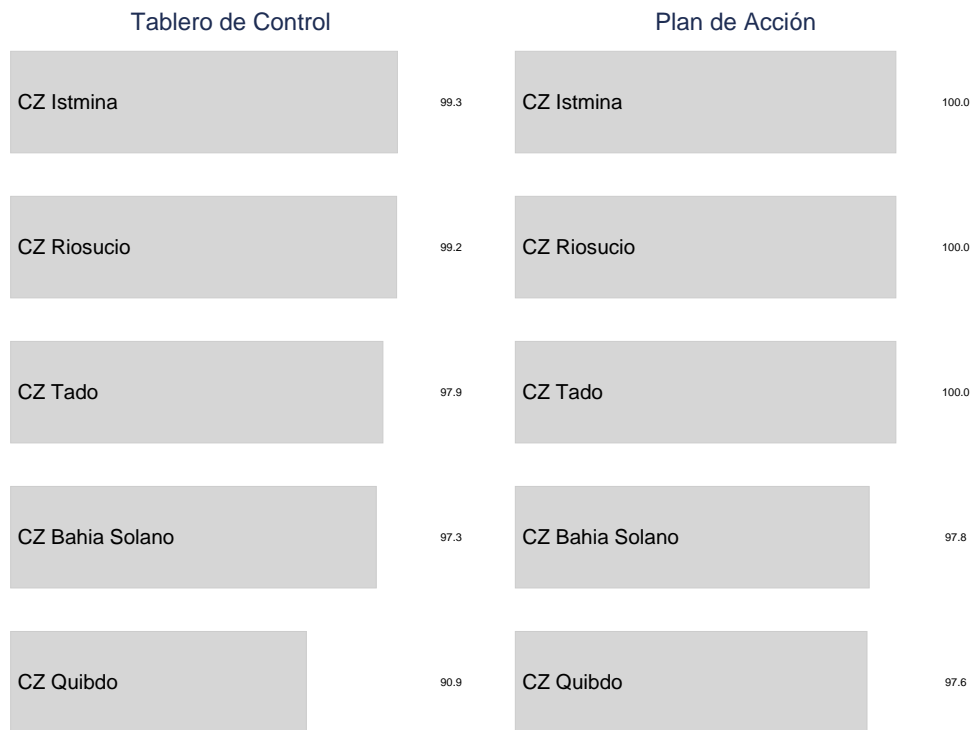 Tablero de Control
CZ Istmina 99.3
CZ Riosucio 99.2
CZ Tado 97.9
CZ Bahia Solano 97.3
CZ Quibdo 90.9
Plan de Acción
CZ Istmina 100.0
CZ Riosucio 100.0
CZ Tado 100.0
CZ Bahia Solano 97.8
CZ Quibdo 97.6